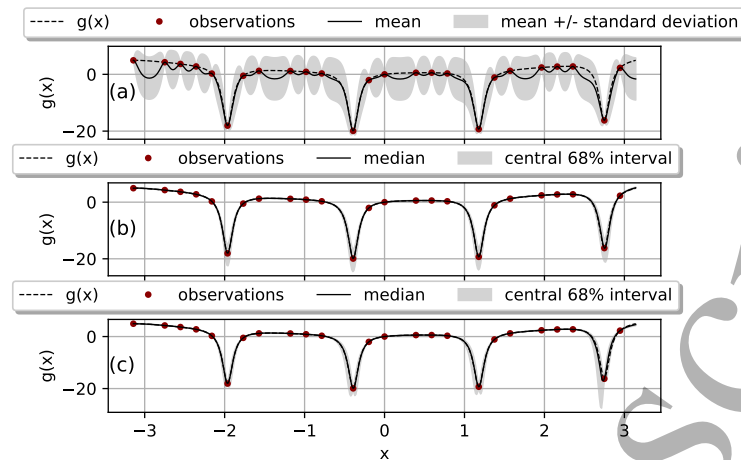 g(x) observations mean mean +/- standard deviation
0
−20
g(x)
(a)
g(x) observations median central 68% interval
0
−20
g(x)
(b)
g(x) observations median central 68% interval
0
−20
g(x)
(c)
−3 −2 −1 0 1 2 3
x